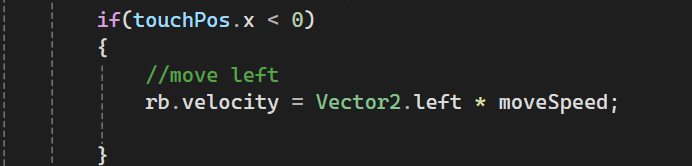 if(touchPos.x < 0)
{
//move left
rb.velocity = Vector2.left * moveSpeed;
}